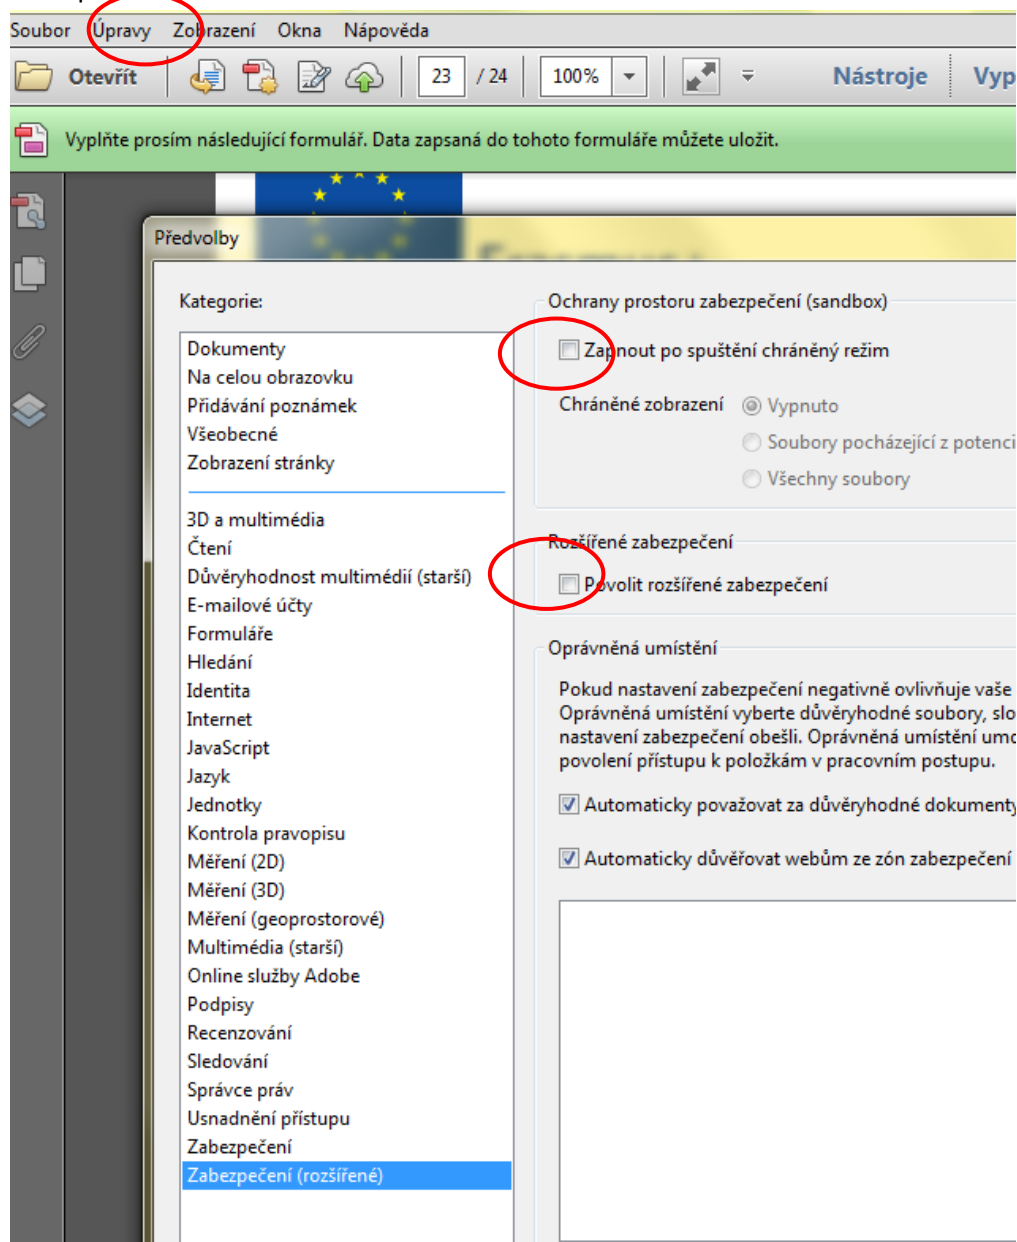 Soubor Úpravy Zobrazení Okna Nápověda
Otevřít 23 / 24 100% Nástroje Vyp
Vyplňte prosím následující formulář. Data zapsaná do tohoto formuláře můžete uložit.
Předvolby
Kategorie:
Dokumenty
Na celou obrazovku
Přidávání poznámek
Všeobecné
Zobrazení stránky
3D a multimédia
Čtení
Důvěryhodnost multimédií (starší)
E-mailové účty
Formuláře
Hledání
Identita
Internet
JavaScript
Jazyk
Jednotky
Kontrola pravopisu
Měření (2D)
Měření (3D)
Měření (geoprostorové)
Multimédia (starší)
Online služby Adobe
Podpisy
Recenzování
Sledování
Správce práv
Usnadnění přístupu
Zabezpečení
Zabezpečení (rozšířené)
Ochrany prostoru zabezpečení (sandbox)
Zapnout po spuštění chráněný režim
Chráněné zobrazení Vypnuto
Soubory pocházející z potenci
Všechny soubory
Rozšířené zabezpečení
Povolit rozšířené zabezpečení
Oprávněná umístění
Pokud nastavení zabezpečení negativně ovlivňuje vaše
Oprávněná umístění vyberte důvěryhodné soubory, slo
nastavení zabezpečení obešli. Oprávněná umístění umo
povolení přístupu k položkám v pracovním postupu.
Automaticky považovat za důvěryhodné dokumenty
Automaticky důvěřovat webům ze zón zabezpečení